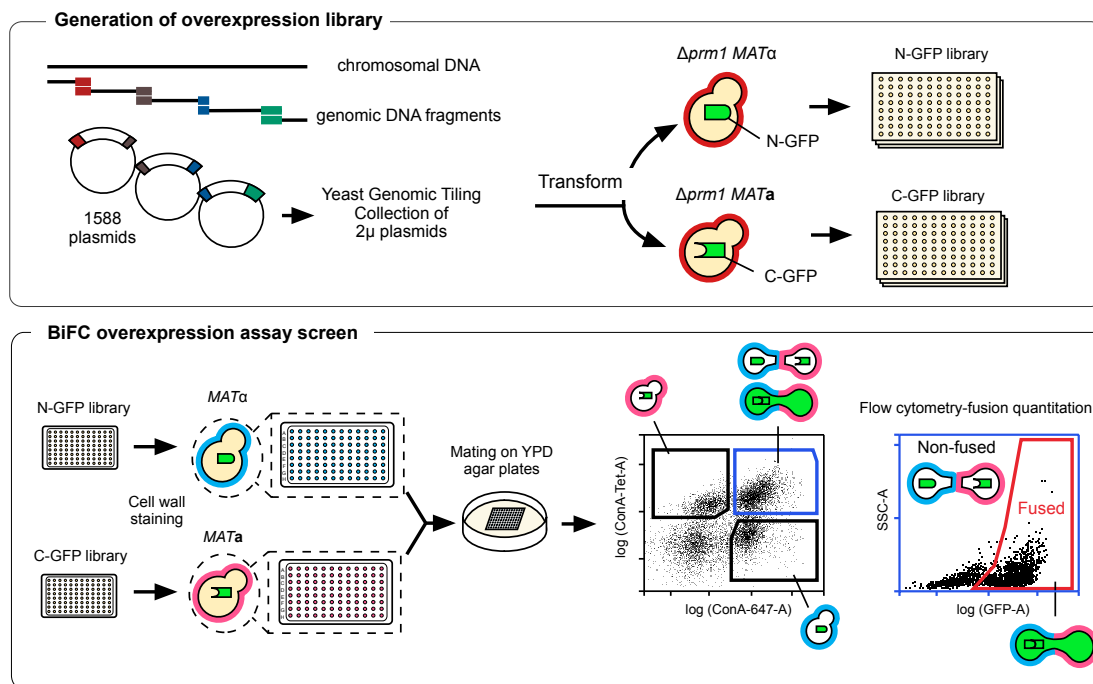 Generation of overexpression library
chromosomal DNA
genomic DNA fragments
1588
plasmids
Yeast Genomic Tiling
Collection of
2μ plasmids
Transform
Δprm1 MATα
N-GFP
Δprm1 MATa
C-GFP
N-GFP library
C-GFP library
BiFC overexpression assay screen
N-GFP library
MATα
Cell wall
staining
C-GFP library
MATa
Mating on YPD
agar plates
log (ConA-Tet-A)
log (ConA-647-A)
Flow cytometry-fusion quantitation
Non-fused
Fused
SSC-A
log (GFP-A)